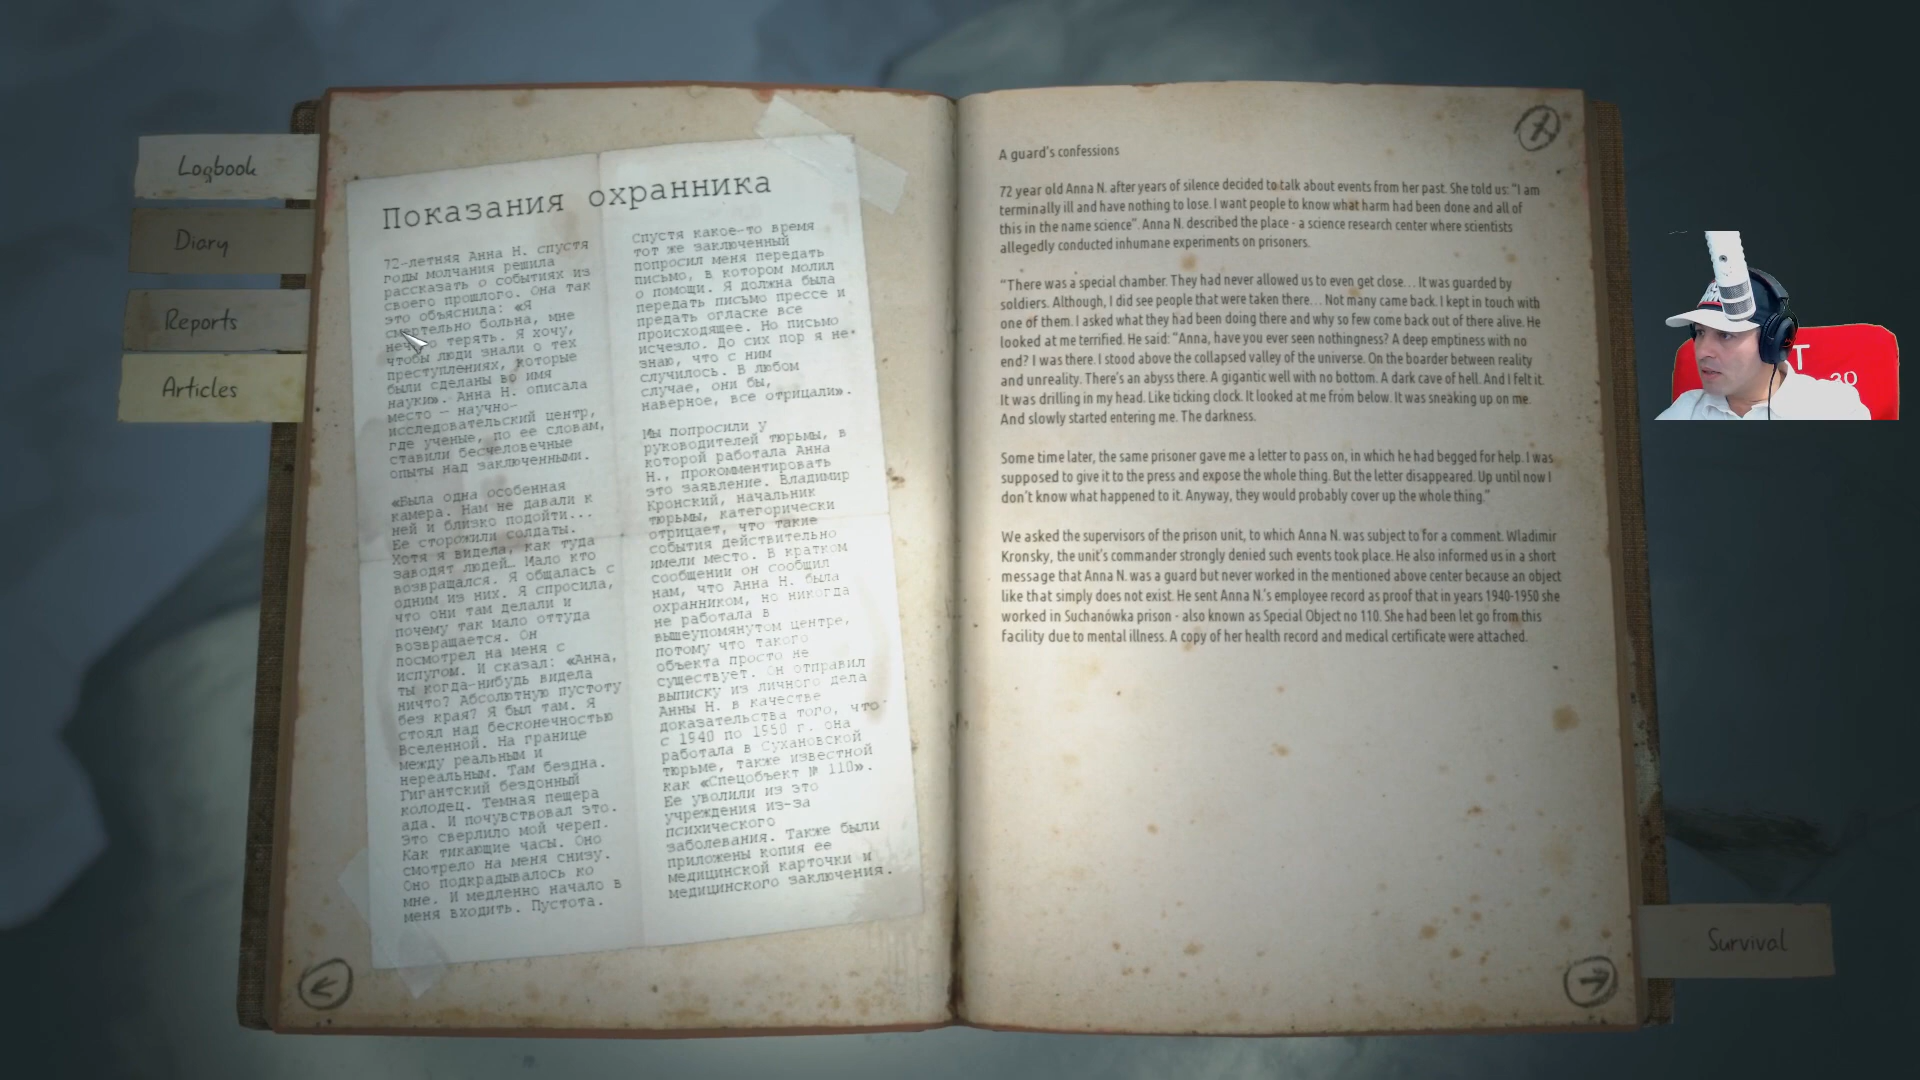 Logbook
Diary
Reports
Articles
Показания охранника
72-летняя Анна Н. спустя
годы молчания решила
рассказать о событиях из
своего прошлого. Она так
это объяснила: «Я
смертельно больна, мне
нечего терять. Я хочу,
чтобы люди знали о тех
преступлениях, которые
были сделаны во имя
науки». Анна Н. описала
место – научно-
исследовательский центр,
где ученые, по ее словам,
ставили бесчеловечные
опыты над заключенными.
«Была одна особенная
камера. Нам не давали к
ней и близко подойти...
Ее сторожили солдаты.
Хотя я видела, как туда
заводят людей… Мало кто
возвращался. Я общалась с
одним из них. Я спросила,
что они там делали и
почему так мало оттуда
возвращается. Он
посмотрел на меня с
испугом. И сказал: «Анна,
ты когда-нибудь видела
ничто? Абсолютную пустоту
без края? Я был там. Я
стоял над бесконечностью
Вселенной. На границе
между реальным и
нереальным. Там бездна.
Гигантский бездонный
колодец. Темная пещера
ада. И почувствовал это.
Это сверлило мой череп.
Как тикающие часы. Оно
смотрело на меня снизу.
Оно подкрадывалось ко
мне. И медленно начало в
меня входить. Пустота.
Спустя какое-то время
тот же заключенный
попросил меня передать
письмо, в котором молил
о помощи. Я должна была
передать письмо прессе и
предать огласке все
происходящее. Но письмо
исчезло. До сих пор я не
знаю, что с ним
случилось. В любом
случае, они бы,
наверное, все отрицали».
Мы попросили у
руководителей тюрьмы, в
которой работала Анна
Н., прокомментировать
это заявление. Владимир
Кронский, начальник
тюрьмы, категорически
отрицает, что такие
события действительно
имели место. В кратком
сообщении он сообщил
нам, что Анна Н. была
охранником, но никогда
не работала в
вышеупомянутом центре,
потому что такого
объекта просто не
существует. Он отправил
выписку из личного дела
Анны Н. в качестве
доказательства того, что
с 1940 по 1950 г. она
работала в Сухановской
тюрьме, также известной
как «Спецобъект № 110».
Ее уволили из это
учреждения из-за
психического
заболевания. Также были
приложены копия ее
медицинской карточки и
медицинского заключения.
A guard's confessions
72 year old Anna N. after years of silence decided to talk about events from her past. She told us: "I am
terminally ill and have nothing to lose. I want people to know what harm had been done and all of
this in the name science". Anna N. described the place - a science research center where scientists
allegedly conducted inhumane experiments on prisoners.
"There was a special chamber. They had never allowed us to even get close... It was guarded by
soldiers. Although, I did see people that were taken there... Not many came back. I kept in touch with
one of them. I asked what they had been doing there and why so few come back out of there alive. He
looked at me terrified. He said: "Anna, have you ever seen nothingness? A deep emptiness with no
end? I was there. I stood above the collapsed valley of the universe. On the boarder between reality
and unreality. There's an abyss there. A gigantic well with no bottom. A dark cave of hell. And I felt it.
It was drilling in my head. Like ticking clock. It looked at me from below. It was sneaking up on me.
And slowly started entering me. The darkness.
Some time later, the same prisoner gave me a letter to pass on, in which he had begged for help. I was
supposed to give it to the press and expose the whole thing. But the letter disappeared. Up until now I
don't know what happened to it. Anyway, they would probably cover up the whole thing."
We asked the supervisors of the prison unit, to which Anna N. was subject to for a comment. Wladimir
Kronsky, the unit's commander strongly denied such events took place. He also informed us in a short
message that Anna N. was a guard but never worked in the mentioned above center because an object
like that simply does not exist. He sent Anna N.'s employee record as proof that in years 1940-1950 she
worked in Suchanówka prison - also known as Special Object no 110. She had been let go from this
facility due to mental illness. A copy of her health record and medical certificate were attached.
Survival